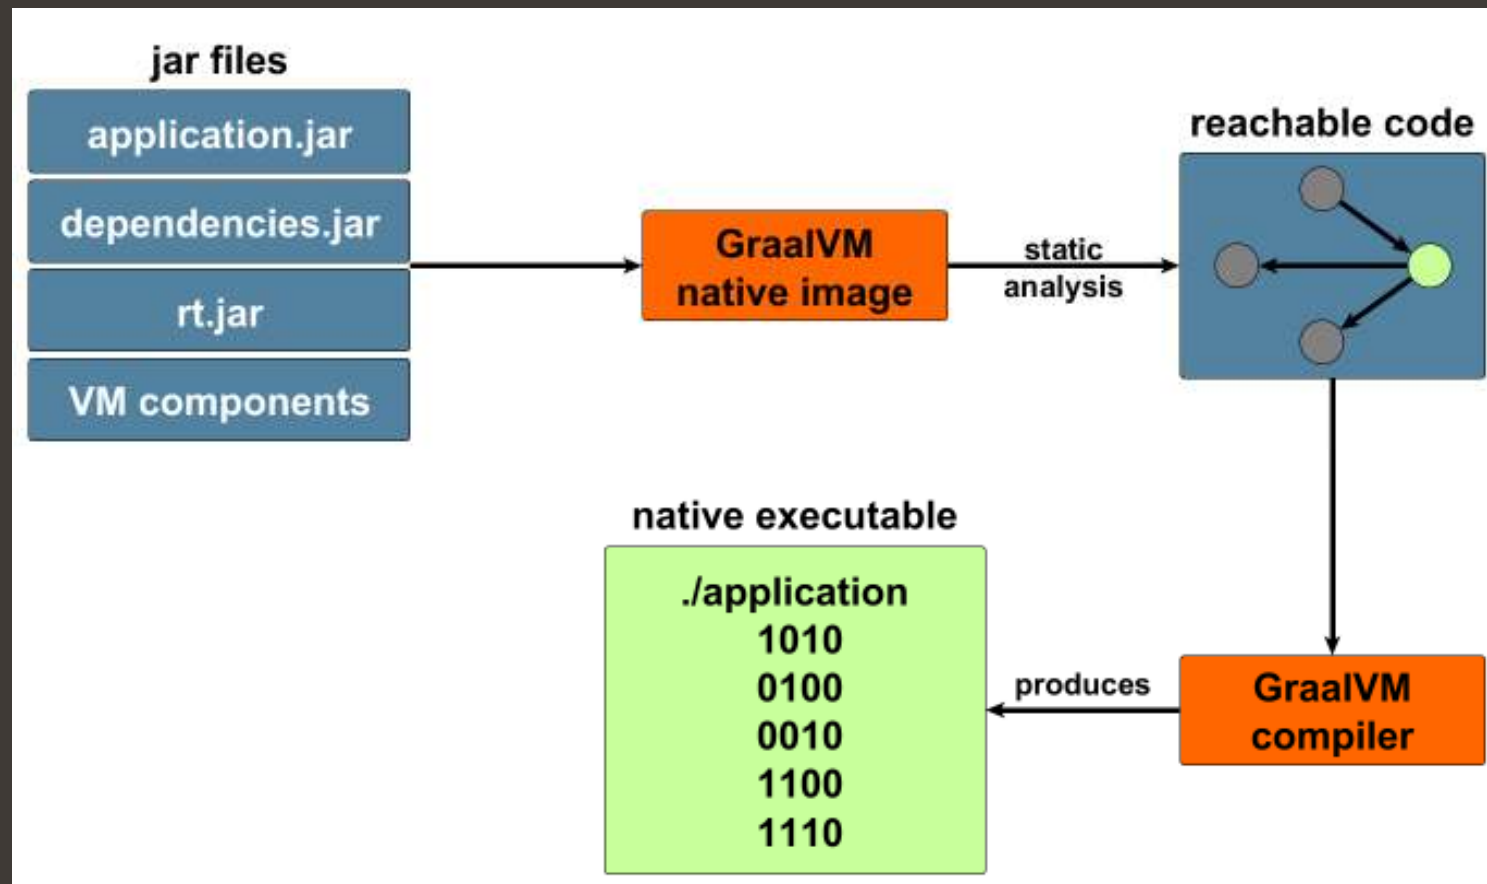 jar files
application.jar
dependencies.jar
rt.jar
VM components
GraalVM
native image
static
analysis
reachable code
GraalVM
compiler
produces
native executable
./application
1010
0100
0010
1100
1110